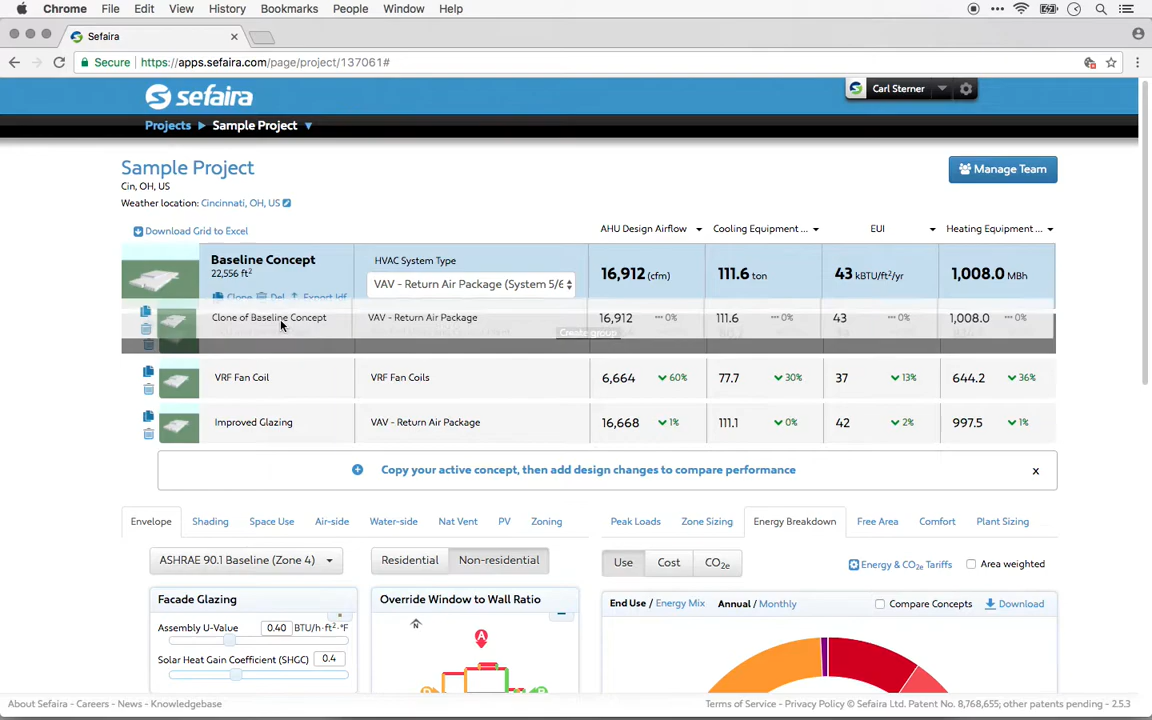 Chrome File Edit View History Bookmarks People Window Help
Sefaira
Secure https://apps.sefaira.com/page/project/137061#
sefaira
Carl Sterner
Projects Sample Project
Sample Project
Manage Team
Cin, OH, US
Weather location: Cincinnati, OH, US
Download Grid to Excel
AHU Design Airflow Cooling Equipment ... EUI Heating Equipment ...
Baseline Concept
22,556 ft²
Clone Del Export Idf
HVAC System Type
VAV - Return Air Package (System 5/6
16,912 (cfm) 111.6 ton 43 kBTU/ft²/yr 1,008.0 MBh
Clone of Baseline Concept VAV - Return Air Package 16,912 0% 111.6 0% 43 0% 1,008.0 0%
Create group
VRF Fan Coil VRF Fan Coils 6,664 60% 77.7 30% 37 13% 644.2 36%
Improved Glazing VAV - Return Air Package 16,668 1% 111.1 0% 42 2% 997.5 1%
Copy your active concept, then add design changes to compare performance x
Envelope Shading Space Use Air-side Water-side Nat Vent PV Zoning
Peak Loads Zone Sizing Energy Breakdown Free Area Comfort Plant Sizing
ASHRAE 90.1 Baseline (Zone 4) Residential Non-residential
Use Cost CO₂e Energy & CO₂e Tariffs Area weighted
Facade Glazing
Assembly U-Value 0.40 BTU/h·ft²·°F
Solar Heat Gain Coefficient (SHGC) 0.4
Override Window to Wall Ratio
N
A
End Use / Energy Mix Annual / Monthly Compare Concepts Download
About Sefaira - Careers - News - Knowledgebase
Terms of Service - Privacy Policy © Sefaira Ltd. Patent No. 8,768,655; other patents pending - 2.5.3